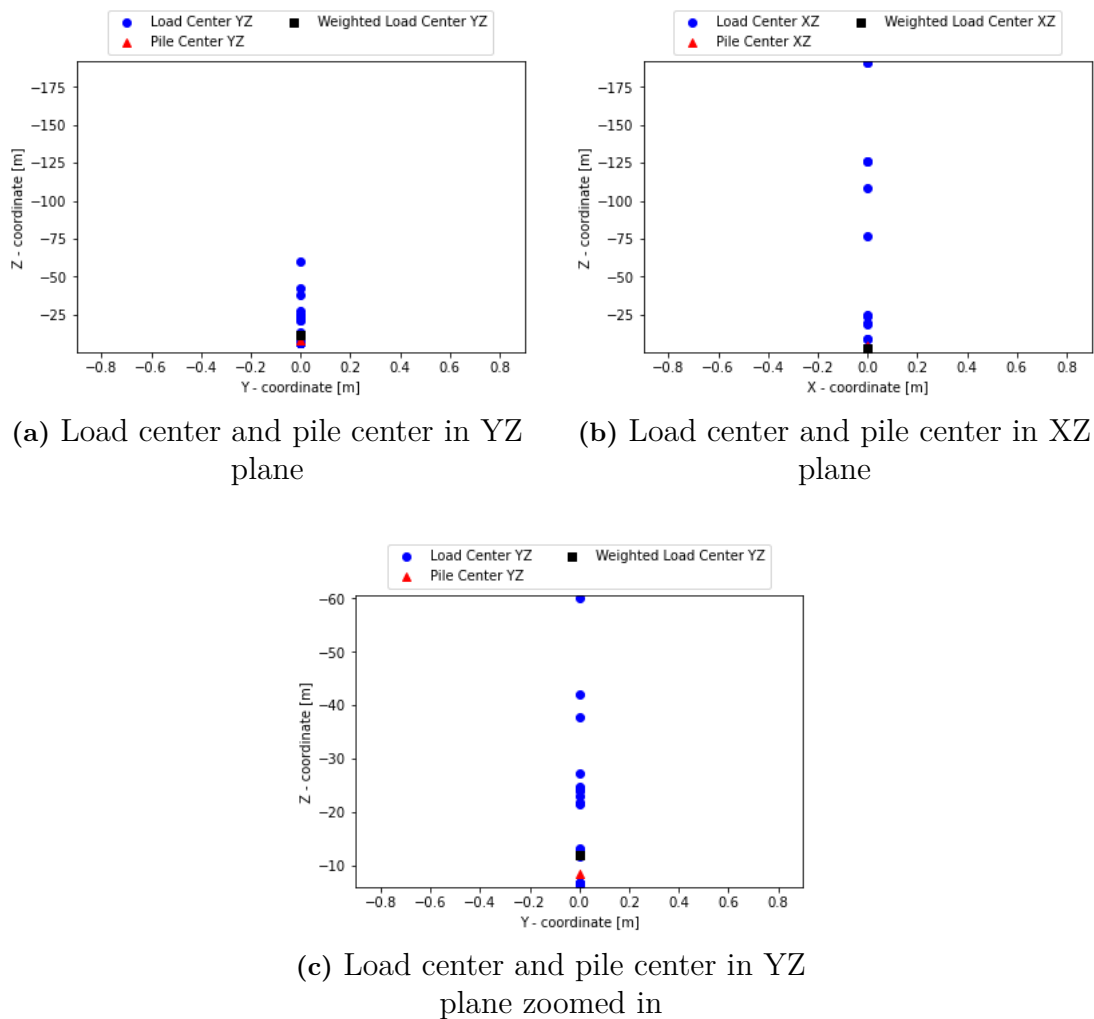 Load Center YZ
Pile Center YZ
Weighted Load Center YZ
Z - coordinate [m]
−175
−150
−125
−100
−75
−50
−25
−0.8 −0.6 −0.4 −0.2 0.0 0.2 0.4 0.6 0.8
Y - coordinate [m]
(a) Load center and pile center in YZ
plane
Load Center XZ
Pile Center XZ
Weighted Load Center XZ
Z - coordinate [m]
−175
−150
−125
−100
−75
−50
−25
−0.8 −0.6 −0.4 −0.2 0.0 0.2 0.4 0.6 0.8
X - coordinate [m]
(b) Load center and pile center in XZ
plane
Load Center YZ
Pile Center YZ
Weighted Load Center YZ
Z - coordinate [m]
−60
−50
−40
−30
−20
−10
−0.8 −0.6 −0.4 −0.2 0.0 0.2 0.4 0.6 0.8
Y - coordinate [m]
(c) Load center and pile center in YZ
plane zoomed in